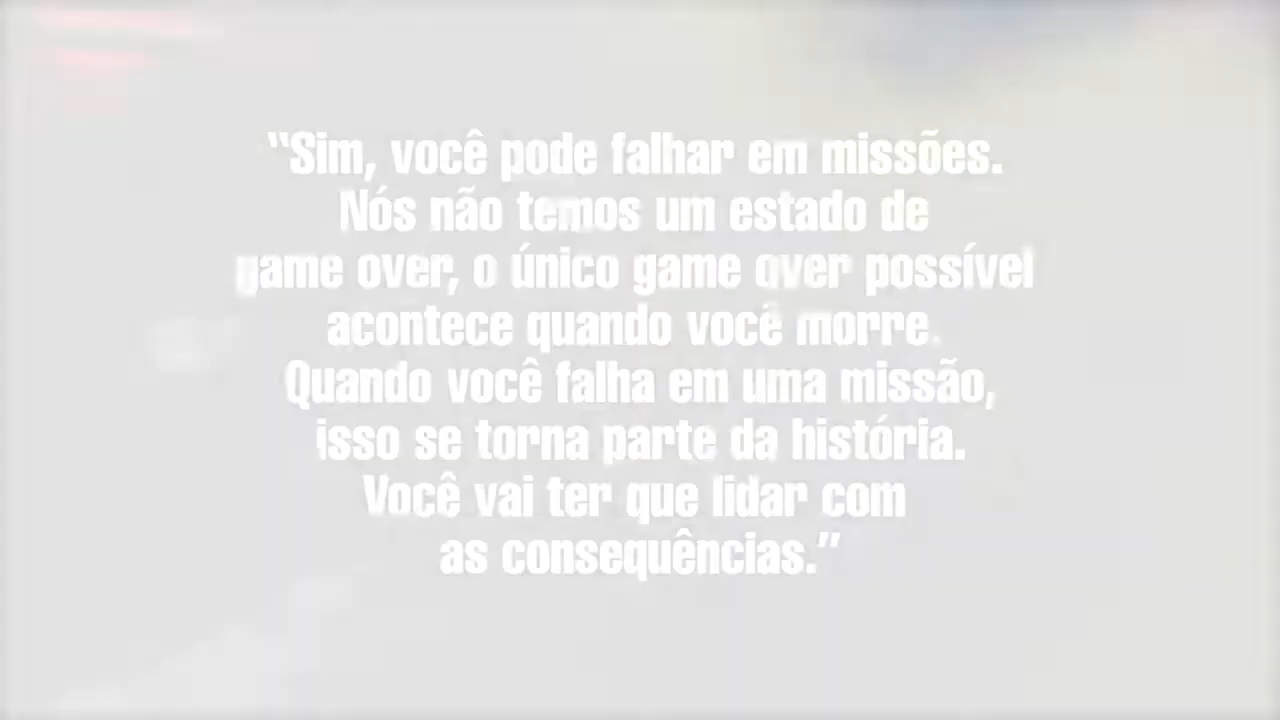 “Sim, você pode falhar em missões.
Nós não temos um estado de
game over, o único game over possível
acontece quando você morre.
Quando você falha em uma missão,
isso se torna parte da história.
Você vai ter que lidar com
as consequências.”